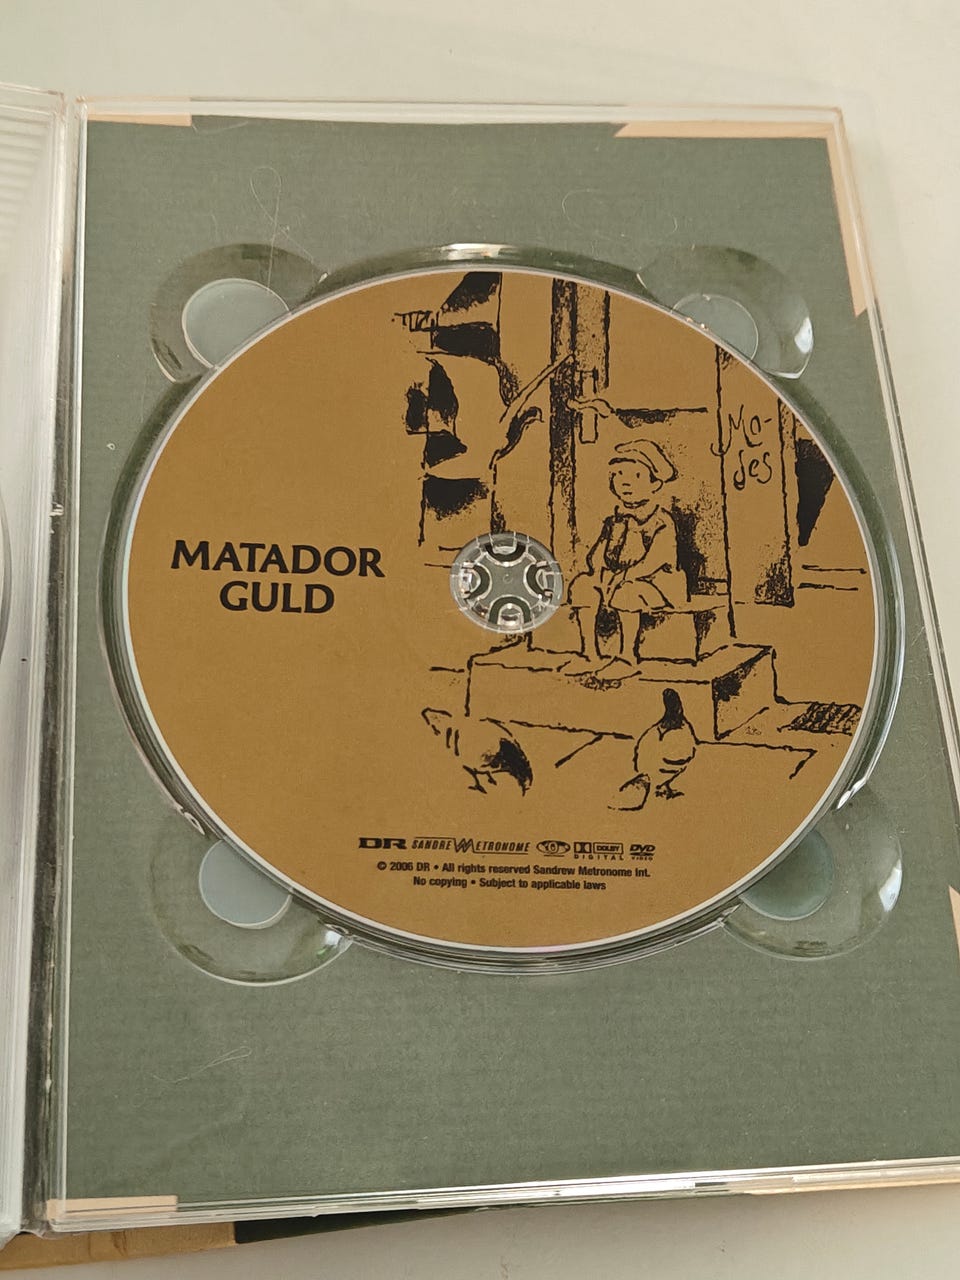 Mo-
des
MATADOR
GULD
DR SANDREW METRONOME DOLBY DIGITAL DVD VIDEO
© 2006 DR • All rights reserved Sandrew Metronome Int.
No copying • Subject to applicable laws